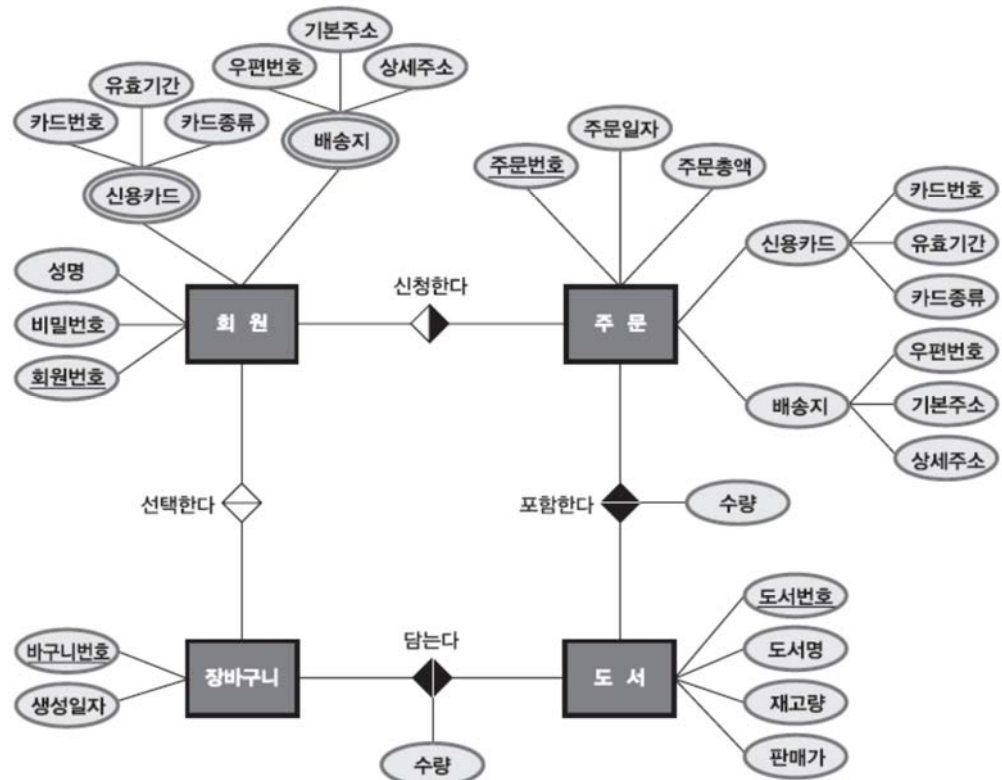 기본주소
우편번호
상세주소
유효기간
카드번호
카드종류
배송지
신용카드
주문일자
주문번호
주문총액
카드번호
신용카드
유효기간
카드종류
성명
비밀번호
회원번호
회 원
신청한다
주 문
우편번호
배송지
기본주소
상세주소
선택한다
포함한다
수량
바구니번호
생성일자
장바구니
담는다
수량
도 서
도서번호
도서명
재고량
판매가